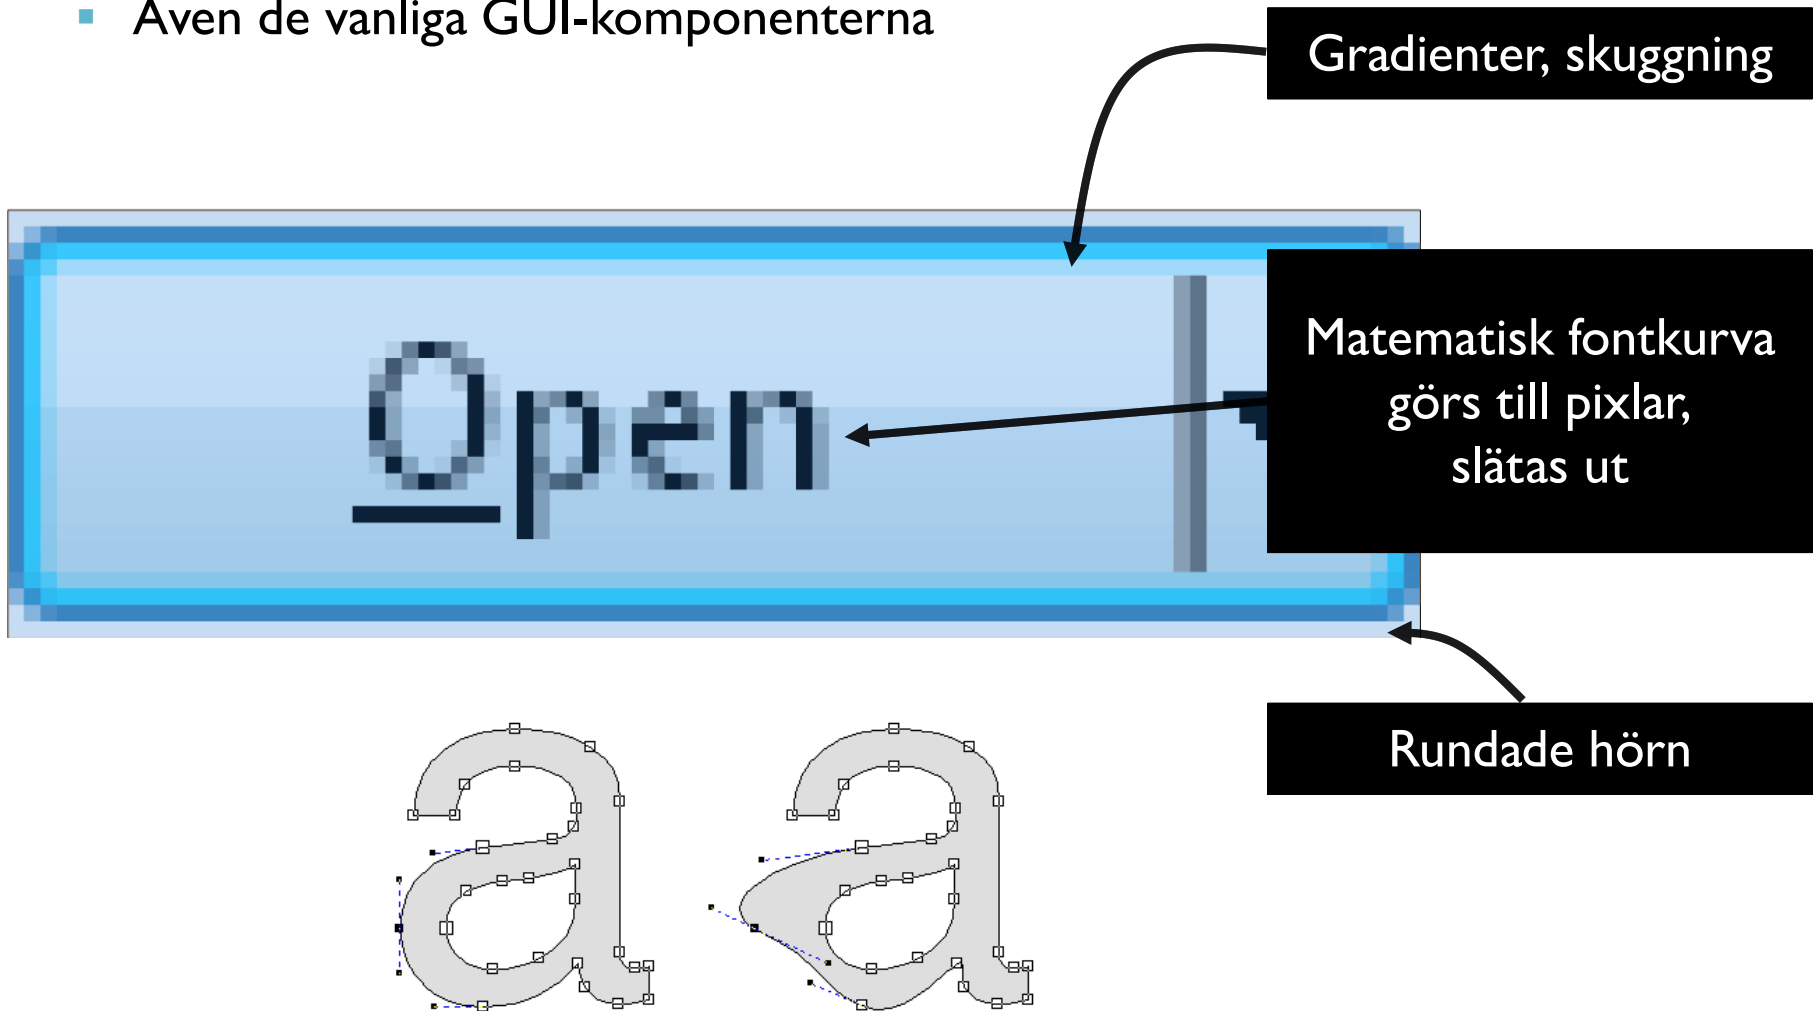 Även de vanliga GUI-komponenterna
Gradienter, skuggning
Open
Matematisk fontkurva
görs till pixlar,
slätas ut
Rundade hörn
a a